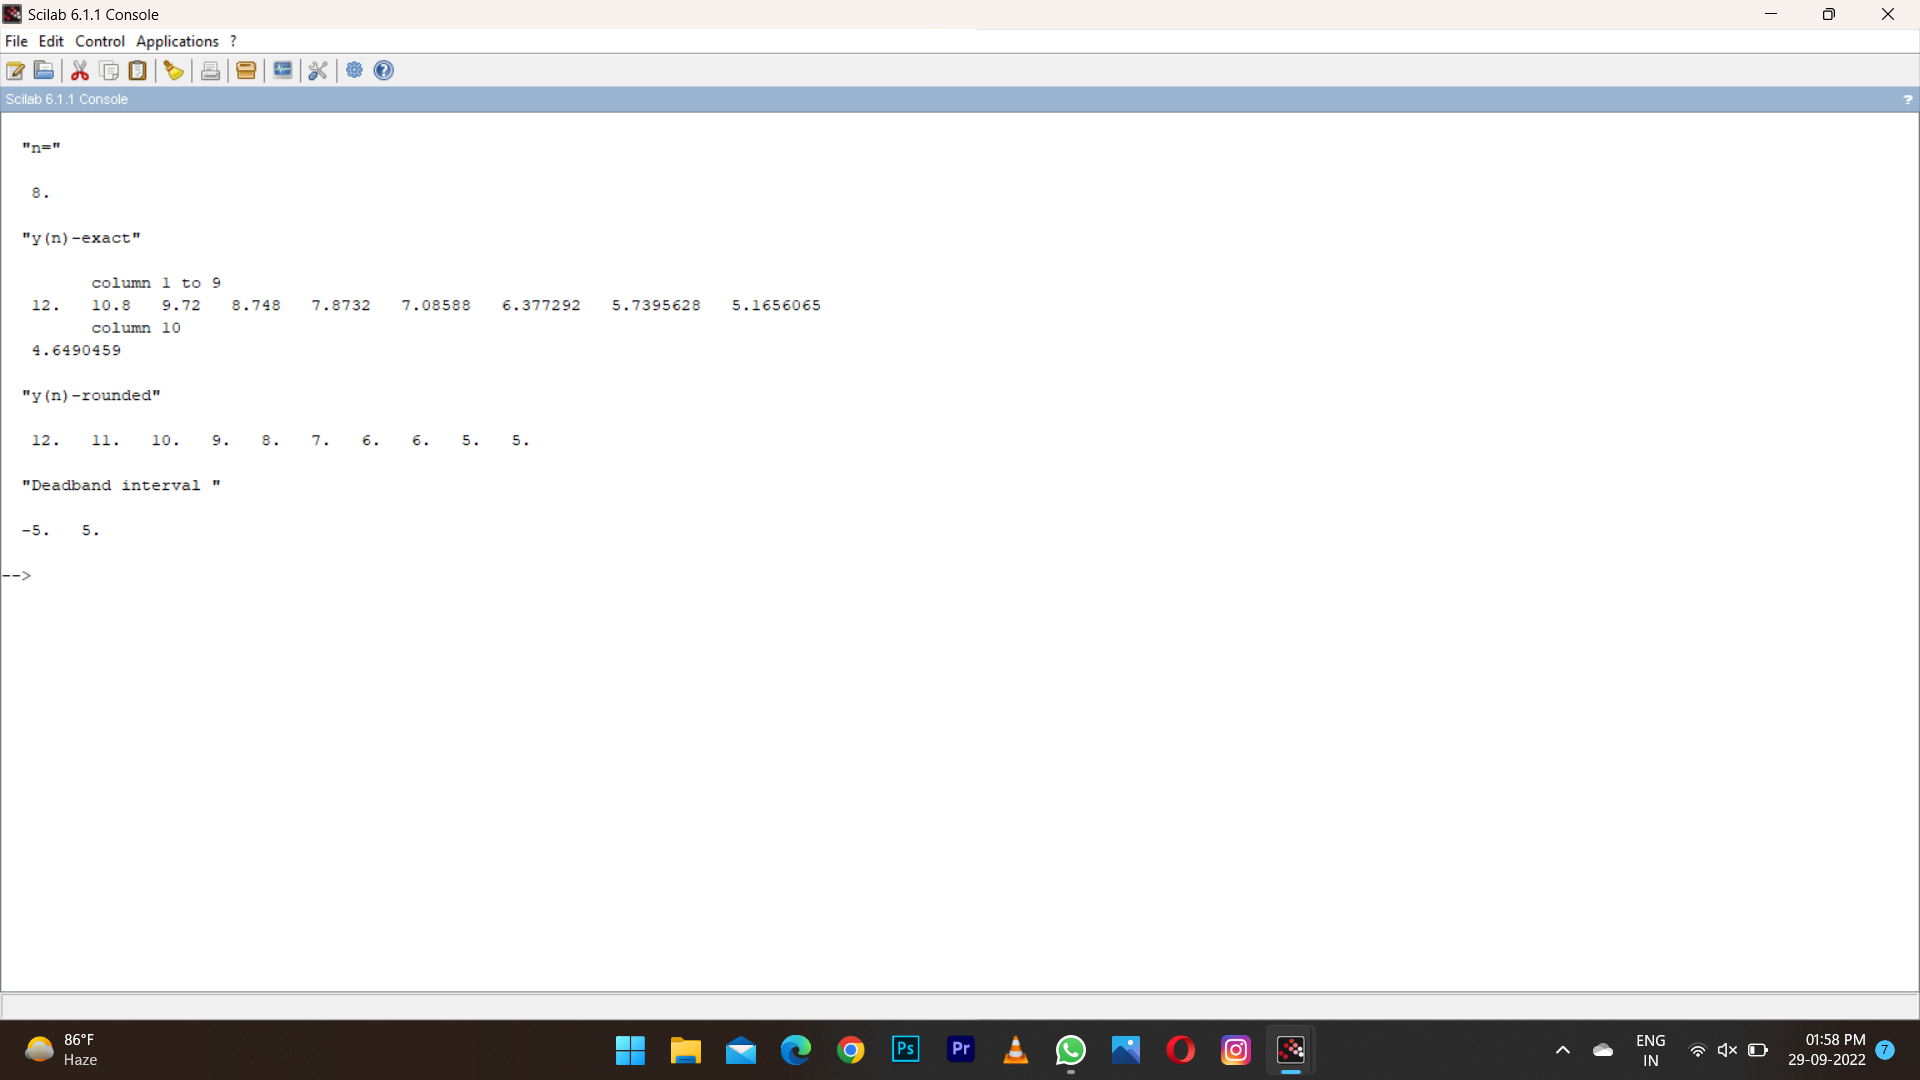 Scilab 6.1.1 Console
File Edit Control Applications ?
Scilab 6.1.1 Console ?
"n="
8.
"y(n)-exact"
column 1 to 9
12. 10.8 9.72 8.748 7.8732 7.08588 6.377292 5.7395628 5.1656065
column 10
4.6490459
"y(n)-rounded"
12. 11. 10. 9. 8. 7. 6. 6. 5. 5.
"Deadband interval "
-5. 5.
-->
86°F
Haze
Ps
Pr
ENG
IN
01:58 PM
29-09-2022
7